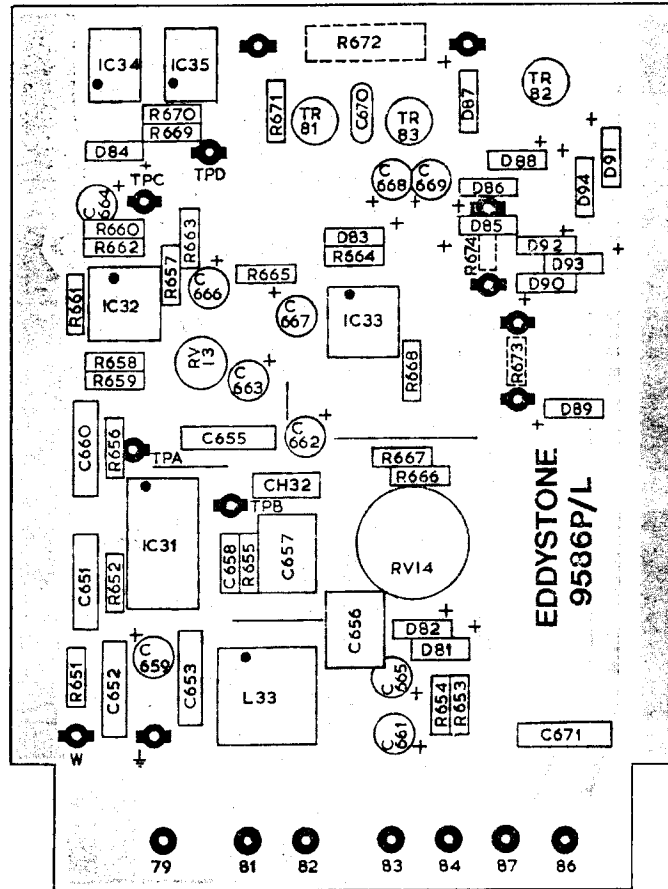 IC34
IC35
R672
R671
TR
81
C670
TR
83
D87
TR
82
R670
R669
D84
TPD
TPC
D88
D91
D94
C
668
C
669
D86
C
664
R660
R662
R663
D85
D83
R664
R674
D92
D93
D90
R661
IC32
R657
C
666
R665
C
667
IC33
R673
R658
R659
RV
13
C
663
R668
D89
C660
R656
C655
C
662
TPA
R667
R666
CH32
TPB
IC31
C658
R655
C657
RV14
EDDYSTONE
9586P/L
C651
R652
C656
D82
D81
R651
C652
C
659
C653
L33
C
665
R654
R653
C
661
C671
W
79
81
82
83
84
87
86